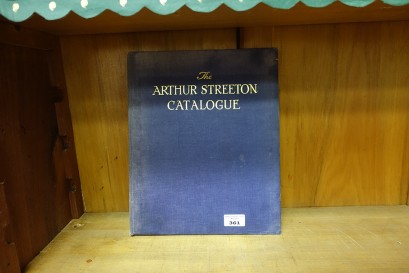 The
ARTHUR STREETON
CATALOGUE
361